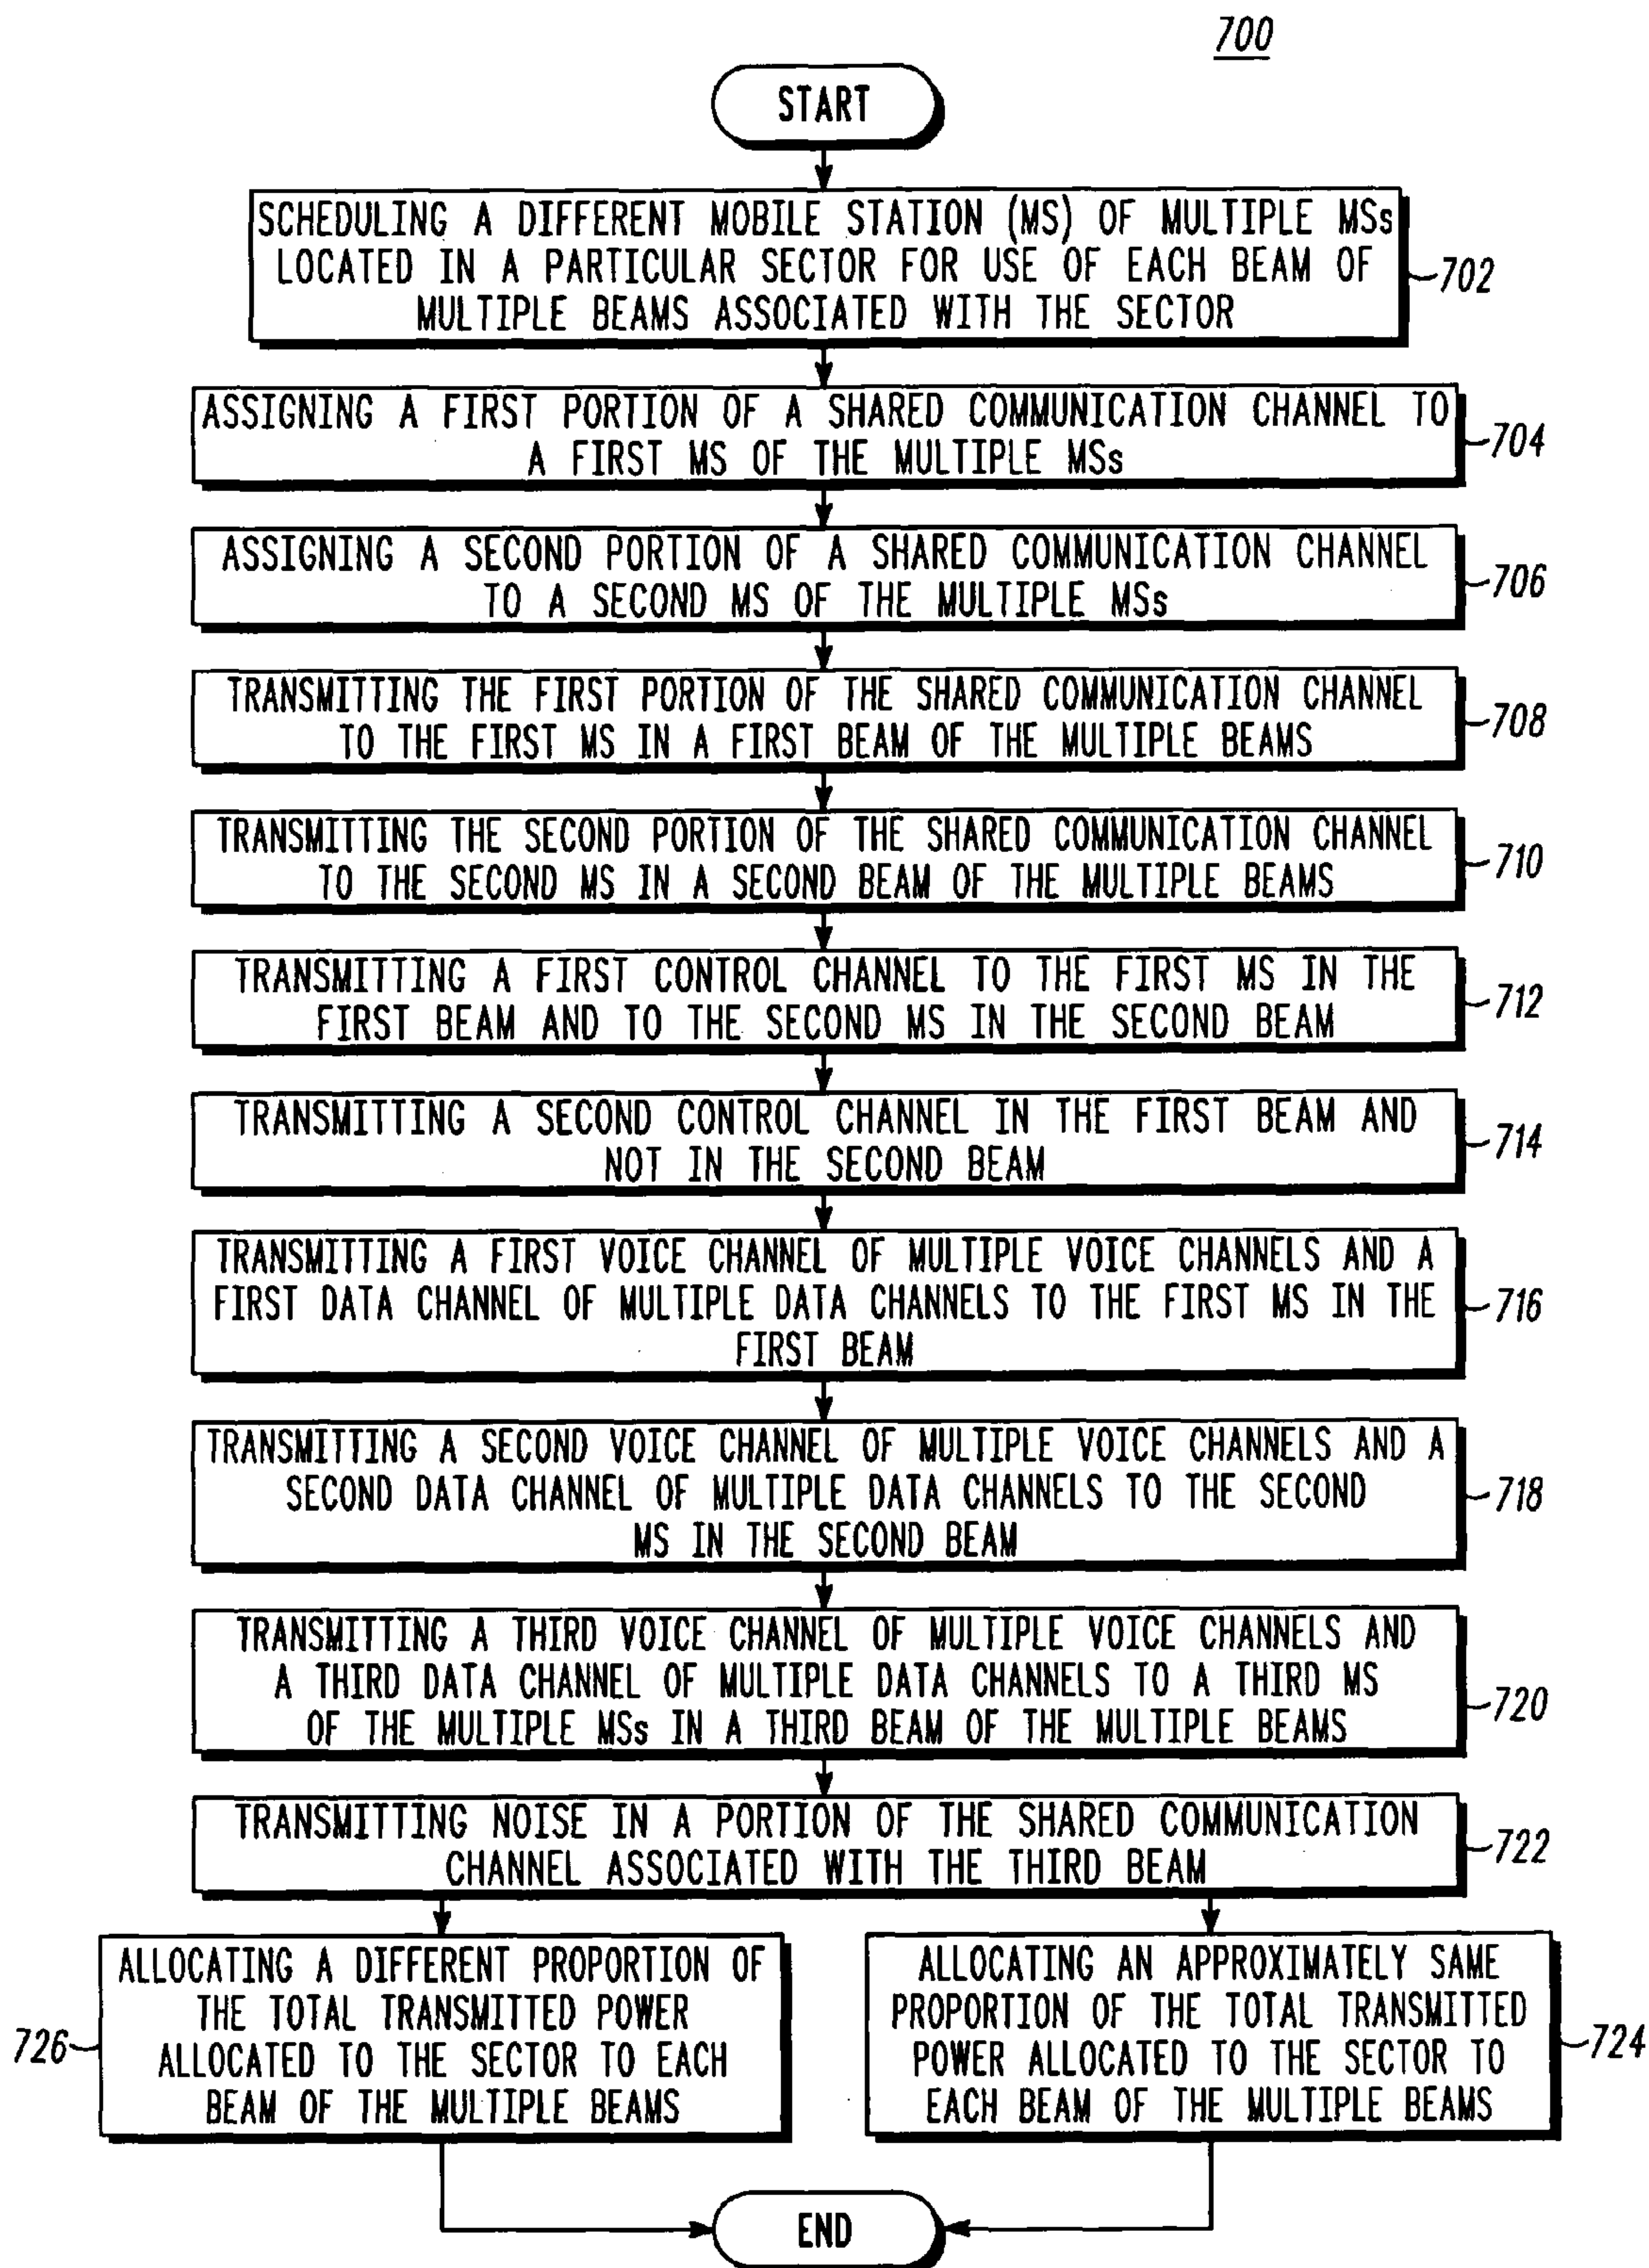 700
START
SCHEDULING A DIFFERENT MOBILE STATION (MS) OF MULTIPLE MSs
LOCATED IN A PARTICULAR SECTOR FOR USE OF EACH BEAM OF
MULTIPLE BEAMS ASSOCIATED WITH THE SECTOR
702
ASSIGNING A FIRST PORTION OF A SHARED COMMUNICATION CHANNEL TO
A FIRST MS OF THE MULTIPLE MSs
704
ASSIGNING A SECOND PORTION OF A SHARED COMMUNICATION CHANNEL
TO A SECOND MS OF THE MULTIPLE MSs
706
TRANSMITTING THE FIRST PORTION OF THE SHARED COMMUNICATION CHANNEL
TO THE FIRST MS IN A FIRST BEAM OF THE MULTIPLE BEAMS
708
TRANSMITTING THE SECOND PORTION OF THE SHARED COMMUNICATION CHANNEL
TO THE SECOND MS IN A SECOND BEAM OF THE MULTIPLE BEAMS
710
TRANSMITTING A FIRST CONTROL CHANNEL TO THE FIRST MS IN THE
FIRST BEAM AND TO THE SECOND MS IN THE SECOND BEAM
712
TRANSMITTING A SECOND CONTROL CHANNEL IN THE FIRST BEAM AND
NOT IN THE SECOND BEAM
714
TRANSMITTING A FIRST VOICE CHANNEL OF MULTIPLE VOICE CHANNELS AND A
FIRST DATA CHANNEL OF MULTIPLE DATA CHANNELS TO THE FIRST MS IN THE
FIRST BEAM
716
TRANSMITTING A SECOND VOICE CHANNEL OF MULTIPLE VOICE CHANNELS AND A
SECOND DATA CHANNEL OF MULTIPLE DATA CHANNELS TO THE SECOND
MS IN THE SECOND BEAM
718
TRANSMITTING A THIRD VOICE CHANNEL OF MULTIPLE VOICE CHANNELS AND
A THIRD DATA CHANNEL OF MULTIPLE DATA CHANNELS TO A THIRD MS
OF THE MULTIPLE MSs IN A THIRD BEAM OF THE MULTIPLE BEAMS
720
TRANSMITTING NOISE IN A PORTION OF THE SHARED COMMUNICATION
CHANNEL ASSOCIATED WITH THE THIRD BEAM
722
ALLOCATING A DIFFERENT PROPORTION OF
THE TOTAL TRANSMITTED POWER
ALLOCATED TO THE SECTOR TO EACH
BEAM OF THE MULTIPLE BEAMS
726
ALLOCATING AN APPROXIMATELY SAME
PROPORTION OF THE TOTAL TRANSMITTED
POWER ALLOCATED TO THE SECTOR TO
EACH BEAM OF THE MULTIPLE BEAMS
724
END